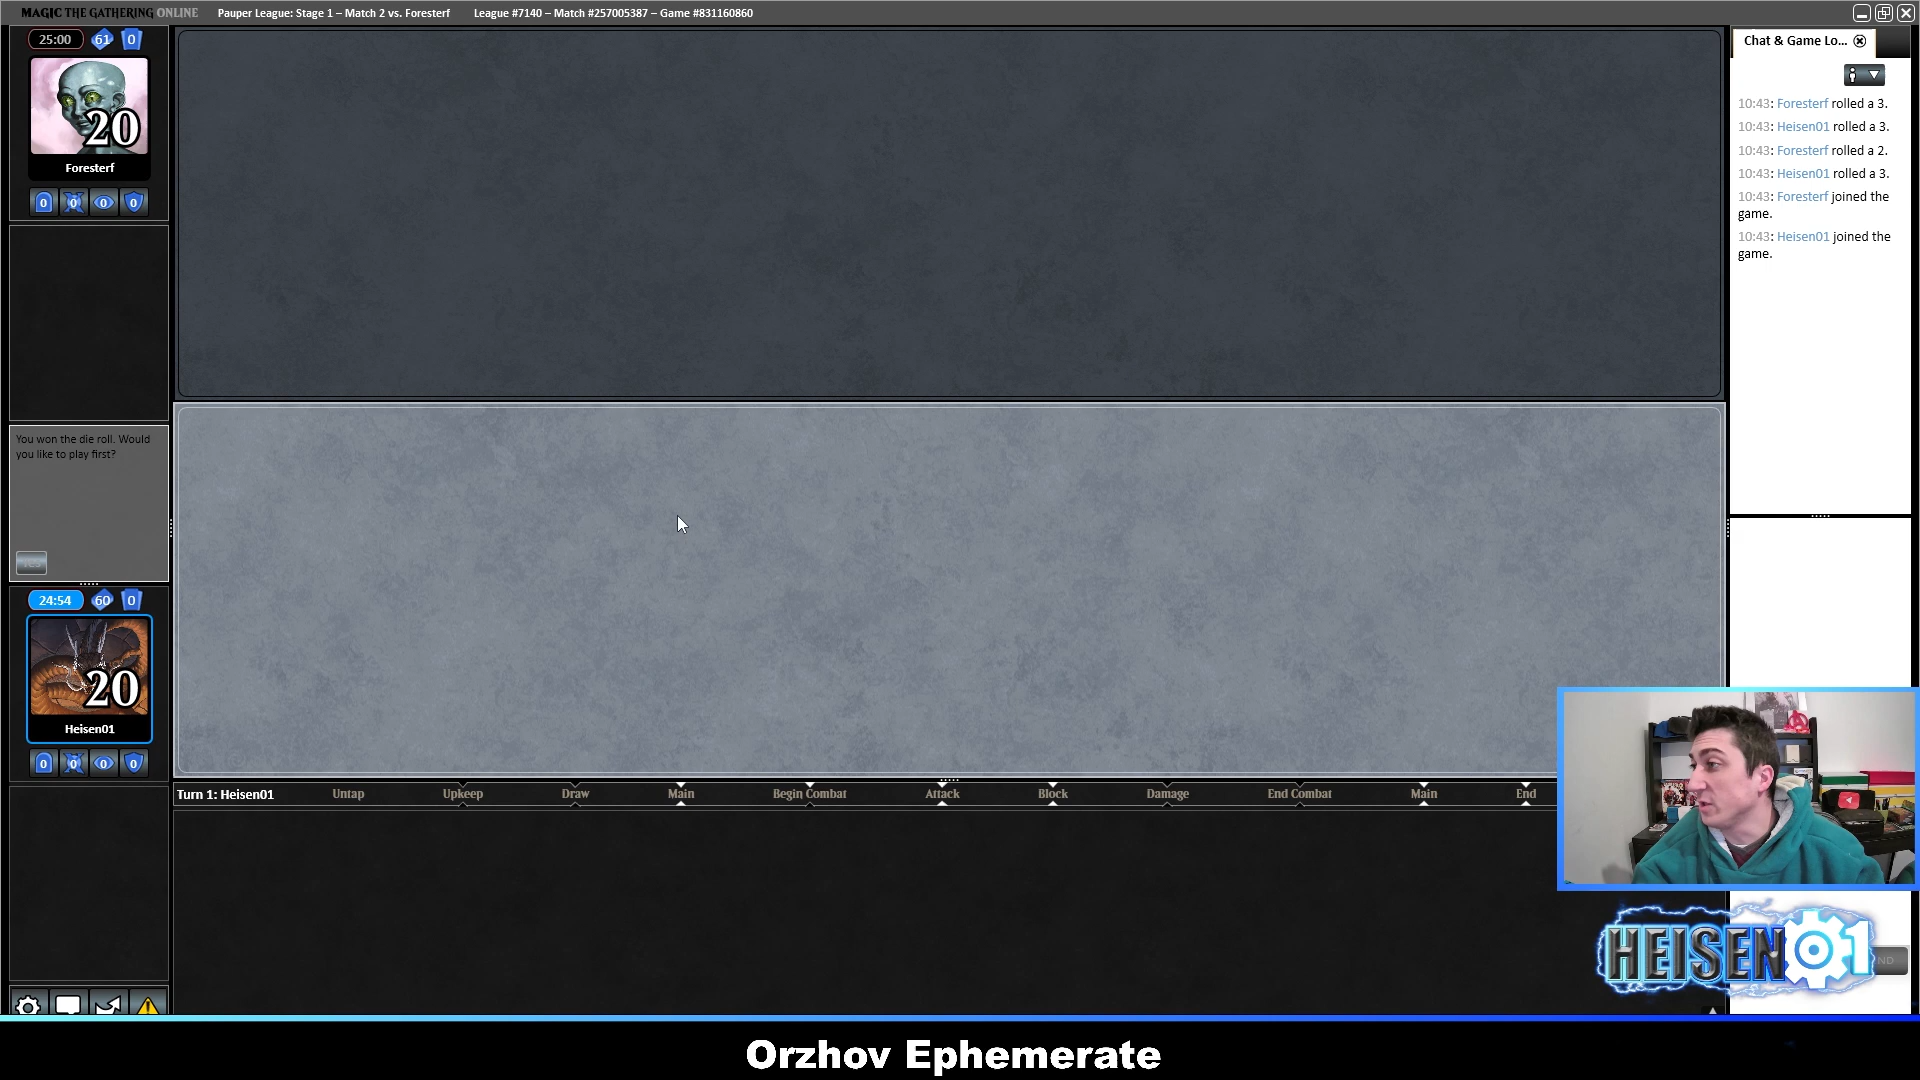 MAGIC THE GATHERING ONLINE Pauper League: Stage 1 – Match 2 vs. Foresterf League #7140 – Match #257005387 – Game #831160860
25:00 61 0
20
Foresterf
0 0 0 0
You won the die roll. Would
you like to play first?
24:54 60 0
20
Heisen01
0 0 0 0
Turn 1: Heisen01 Untap Upkeep Draw Main Begin Combat Attack Block Damage End Combat Main End
Chat & Game Lo...
10:43: Foresterf rolled a 3.
10:43: Heisen01 rolled a 3.
10:43: Foresterf rolled a 2.
10:43: Heisen01 rolled a 3.
10:43: Foresterf joined the
game.
10:43: Heisen01 joined the
game.
HEISEN01
ND
Orzhov Ephemerate